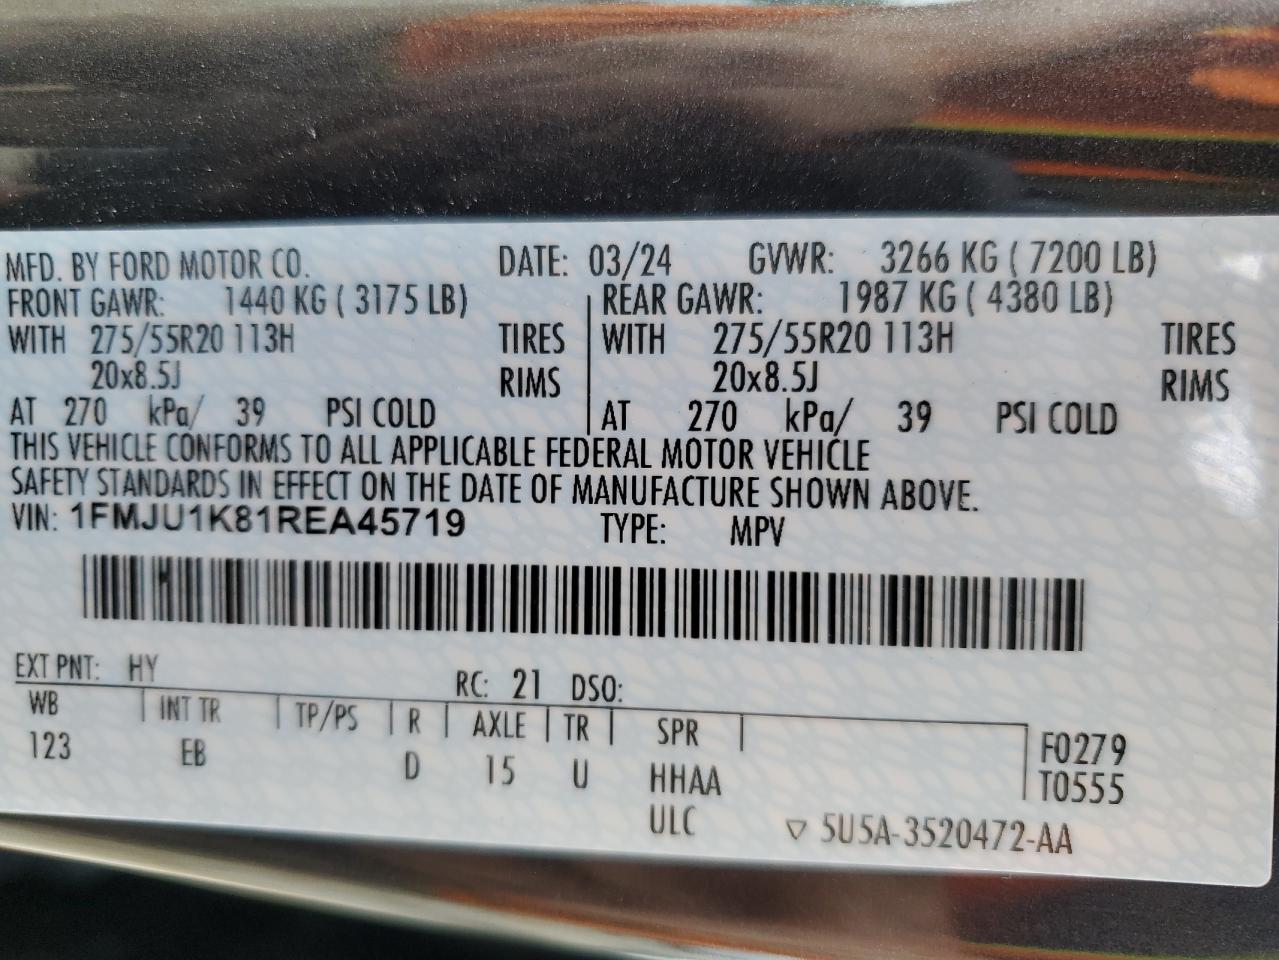 MFD. BY FORD MOTOR CO. DATE: 03/24 GVWR: 3266 KG ( 7200 LB)
FRONT GAWR: 1440 KG ( 3175 LB) REAR GAWR: 1987 KG ( 4380 LB)
WITH 275/55R20 113H TIRES WITH 275/55R20 113H TIRES
20x8.5J RIMS 20x8.5J RIMS
AT 270 kPa/ 39 PSI COLD AT 270 kPa/ 39 PSI COLD
THIS VEHICLE CONFORMS TO ALL APPLICABLE FEDERAL MOTOR VEHICLE
SAFETY STANDARDS IN EFFECT ON THE DATE OF MANUFACTURE SHOWN ABOVE.
VIN: 1FMJU1K81REA45719 TYPE: MPV
EXT PNT: HY RC: 21 DSO:
WB INT TR TP/PS R AXLE TR SPR F0279
123 EB D 15 U HHAA T0555
ULC ▽ 5U5A-3520472-AA